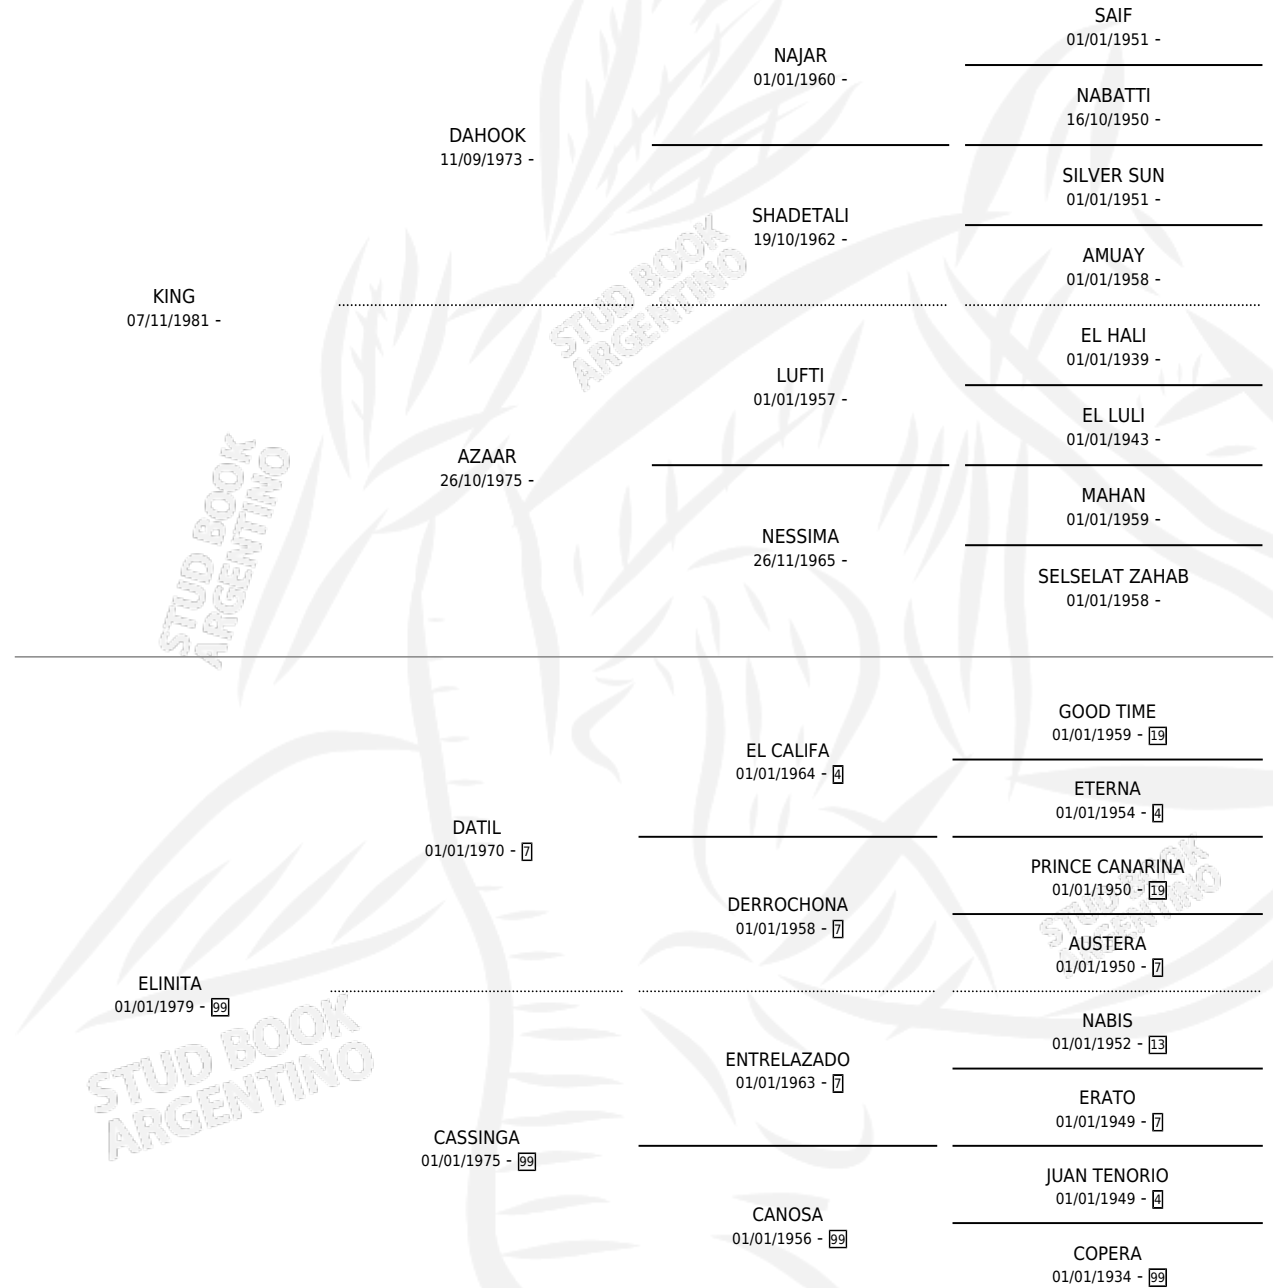 SAIF
01/01/1951 -
NAJAR
01/01/1960 -
NABATTI
16/10/1950 -
DAHOOK
11/09/1973 -
SILVER SUN
01/01/1951 -
SHADETALI
19/10/1962 -
AMUAY
01/01/1958 -
KING
07/11/1981 -
EL HALI
01/01/1939 -
LUFTI
01/01/1957 -
EL LULI
01/01/1943 -
AZAAR
26/10/1975 -
MAHAN
01/01/1959 -
NESSIMA
26/11/1965 -
SELSELAT ZAHAB
01/01/1958 -
GOOD TIME
01/01/1959 - 19
EL CALIFA
01/01/1964 - 4
ETERNA
01/01/1954 - 4
DATIL
01/01/1970 - 7
PRINCE CANARINA
01/01/1950 - 19
DERROCHONA
01/01/1958 - 7
AUSTERA
01/01/1950 - 7
ELINITA
01/01/1979 - 99
NABIS
01/01/1952 - 13
ENTRELAZADO
01/01/1963 - 7
ERATO
01/01/1949 - 7
CASSINGA
01/01/1975 - 99
JUAN TENORIO
01/01/1949 - 4
CANOSA
01/01/1956 - 99
COPERA
01/01/1934 - 99
STUD BOOK
ARGENTINO
STUD BOOK
ARGENTINO
STUD BOOK
ARGENTINO
STUD BOOK
ARGENTINO